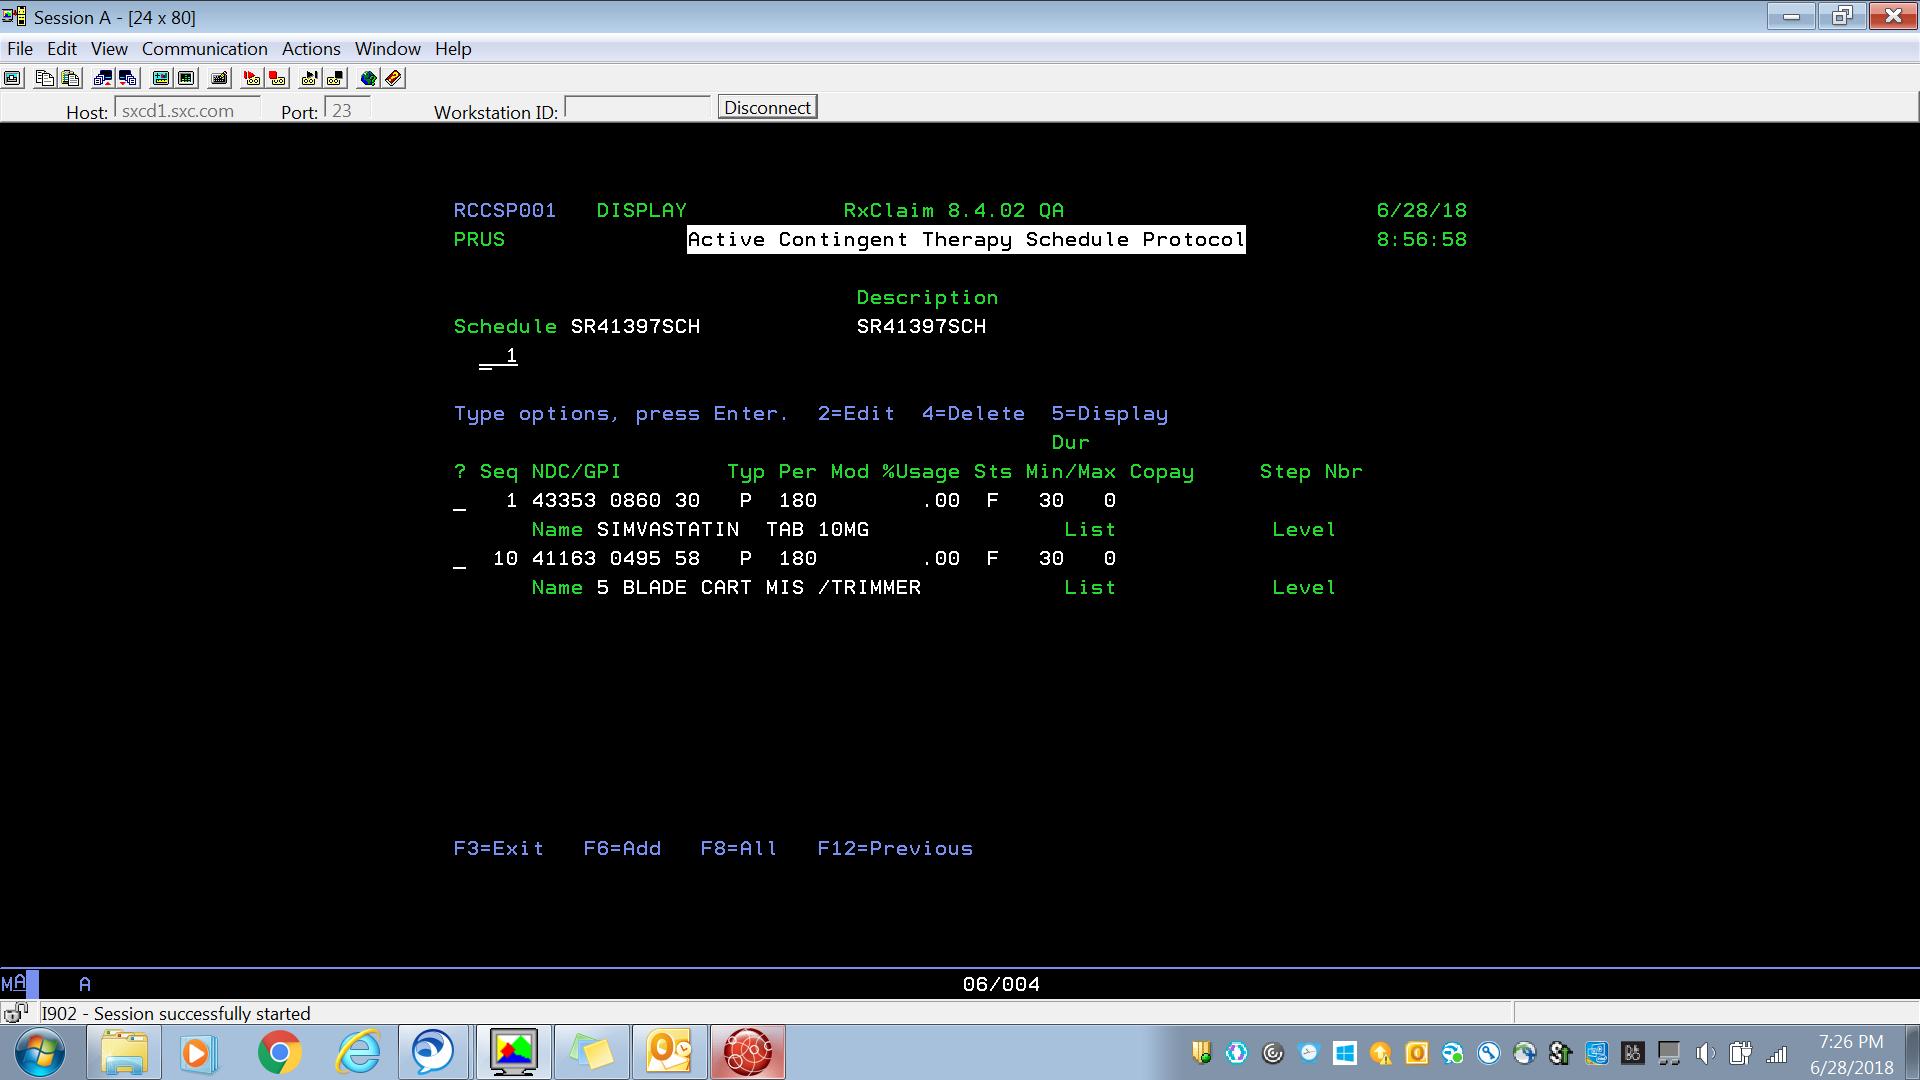 Session A - [24 x 80]
File Edit View Communication Actions Window Help
Host: sxcd1.sxc.com Port: 23 Workstation ID: Disconnect
RCCSP001 DISPLAY RxClaim 8.4.02 QA 6/28/18
PRUS Active Contingent Therapy Schedule Protocol 8:56:58
Description
Schedule SR41397SCH SR41397SCH
1
Type options, press Enter. 2=Edit 4=Delete 5=Display
Dur
? Seq NDC/GPI Typ Per Mod %Usage Sts Min/Max Copay Step Nbr
_ 1 43353 0860 30 P 180 .00 F 30 0
Name SIMVASTATIN TAB 10MG List Level
_ 10 41163 0495 58 P 180 .00 F 30 0
Name 5 BLADE CART MIS /TRIMMER List Level
F3=Exit F6=Add F8=All F12=Previous
MA A 06/004
I902 - Session successfully started
7:26 PM
6/28/2018